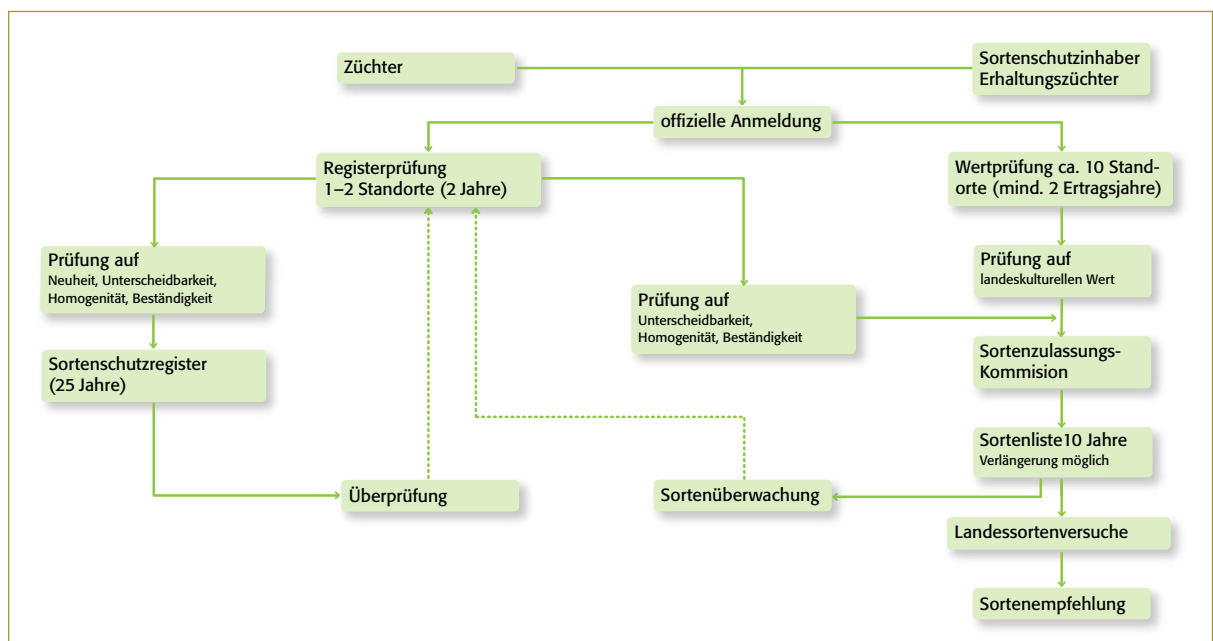 Züchter
Sortenschutzinhaber
Erhaltungszüchter
offizielle Anmeldung
Registerprüfung
1–2 Standorte (2 Jahre)
Wertprüfung ca. 10 Stand-
orte (mind. 2 Ertragsjahre)
Prüfung auf
Neuheit, Unterscheidbarkeit,
Homogenität, Beständigkeit
Prüfung auf
landeskulturellen Wert
Prüfung auf
Unterscheidbarkeit,
Homogenität, Beständigkeit
Sortenschutzregister
(25 Jahre)
Sortenzulassungs-
Kommision
Sortenliste10 Jahre
Verlängerung möglich
Überprüfung
Sortenüberwachung
Landessortenversuche
Sortenempfehlung